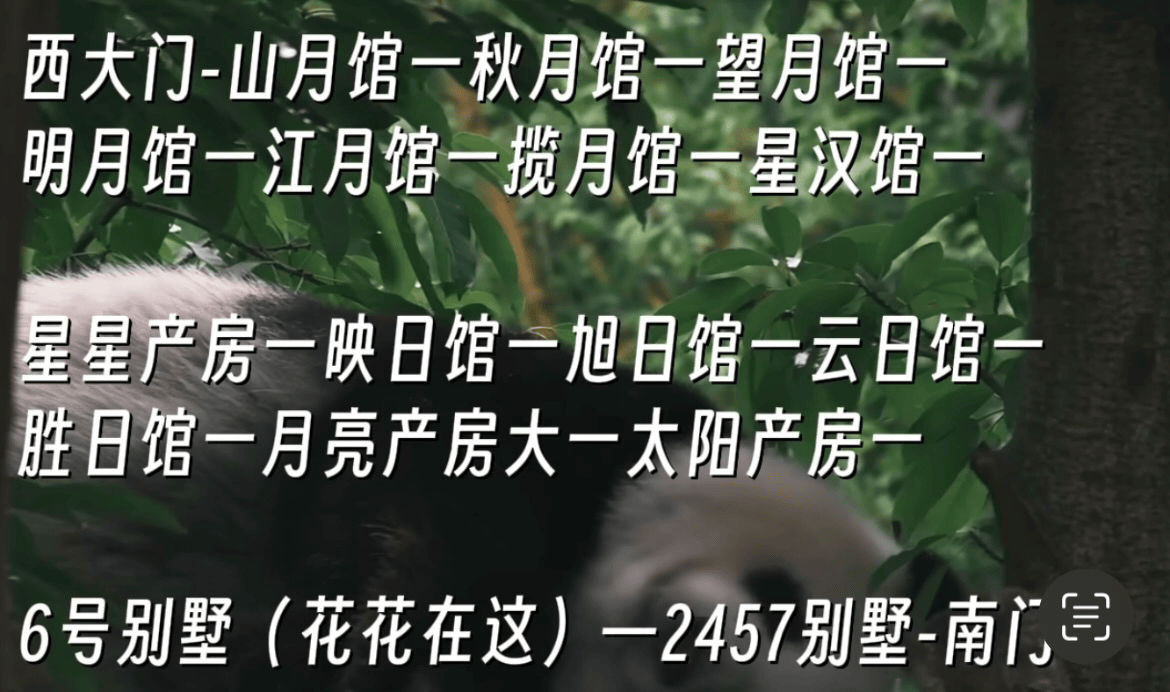 西大门-山月馆一秋月馆一望月馆一
明月馆一江月馆一揽月馆一星汉馆一
星星产房一映日馆一旭日馆一云日馆一
胜日馆一月亮产房大一太阳产房一
6号别墅（花花在这）—2457别墅-南门